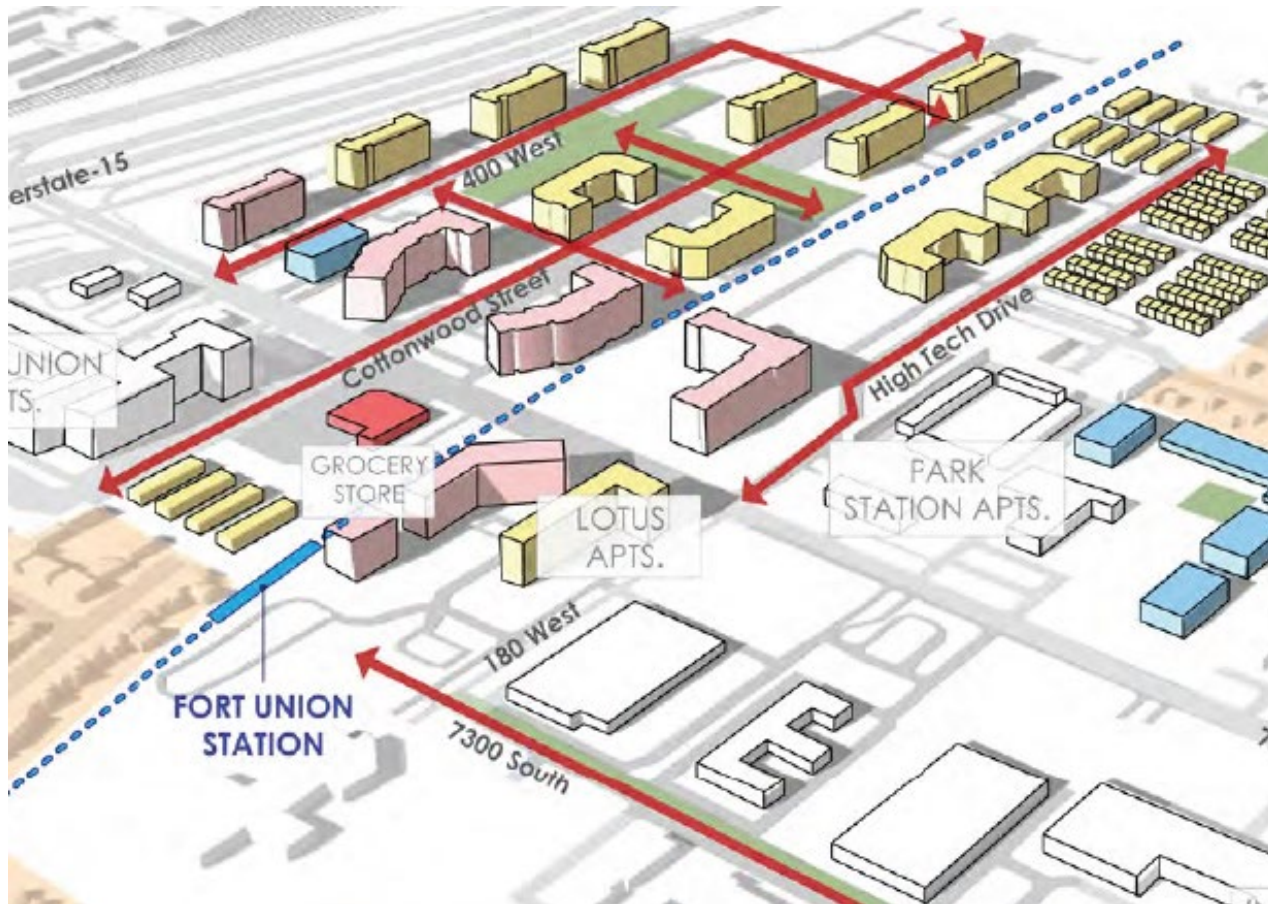 erstate-15
400 West
Cottonwood Street
High Tech Drive
UNION
TS.
GROCERY
STORE
LOTUS
APTS.
PARK
STATION APTS.
180 West
7300 South
FORT UNION
STATION
7